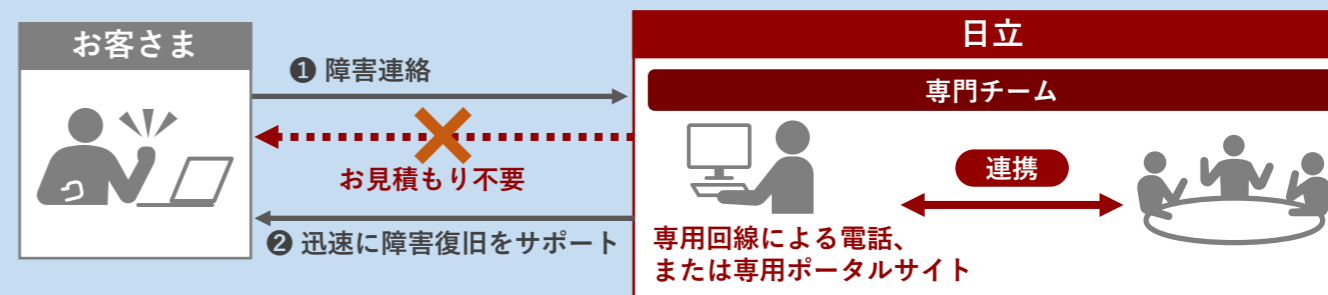 お客さま
❶ 障害連絡
お見積もり不要
❷ 迅速に障害復旧をサポート
日立
専門チーム
連携
専用回線による電話、
または専用ポータルサイト